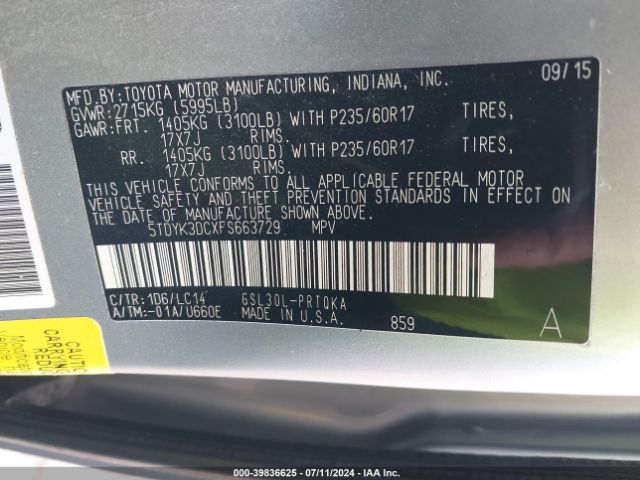 MFD.BY: TOYOTA MOTOR MANUFACTURING, INDIANA, INC. 09/15
GVWR: 2715KG (5995LB)
GAWR: FRT. 1405KG (3100LB) WITH P235/60R17 TIRES,
17X7J RIMS.
RR. 1405KG (3100LB) WITH P235/60R17 TIRES,
17X7J RIMS.
THIS VEHICLE CONFORMS TO ALL APPLICABLE FEDERAL MOTOR
VEHICLE SAFETY AND THEFT PREVENTION STANDARDS IN EFFECT ON
THE DATE OF MANUFACTURE SHOWN ABOVE.
5TDYK3DCXFS663729 MPV
C/TR: 1D6/LC14 GSL30L-PRTQKA
A/TM:-01A/U660E MADE IN U.S.A. 859 A
000-39836625 - 07/11/2024 - IAA Inc.